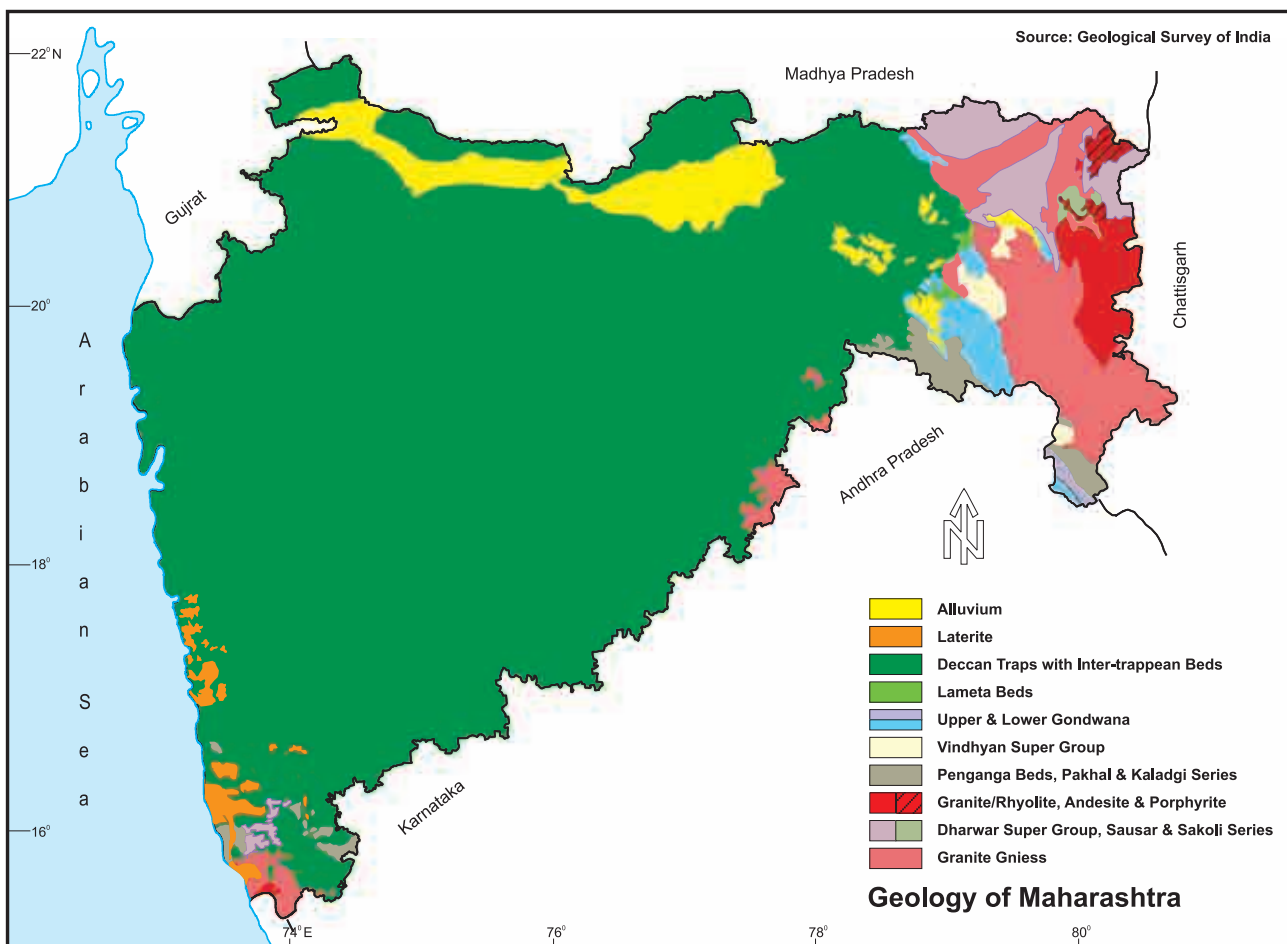 Source: Geological Survey of India
22° N
Madhya Pradesh
Gujrat
20°
Chattisgarh
Arabian Sea
Andhra Pradesh
N
18°
Karnataka
16°
Alluvium
Laterite
Deccan Traps with Inter-trappean Beds
Lameta Beds
Upper & Lower Gondwana
Vindhyan Super Group
Penganga Beds, Pakhal & Kaladgi Series
Granite/Rhyolite, Andesite & Porphyrite
Dharwar Super Group, Sausar & Sakoli Series
Granite Gniess
Geology of Maharashtra
74° E
76°
78°
80°